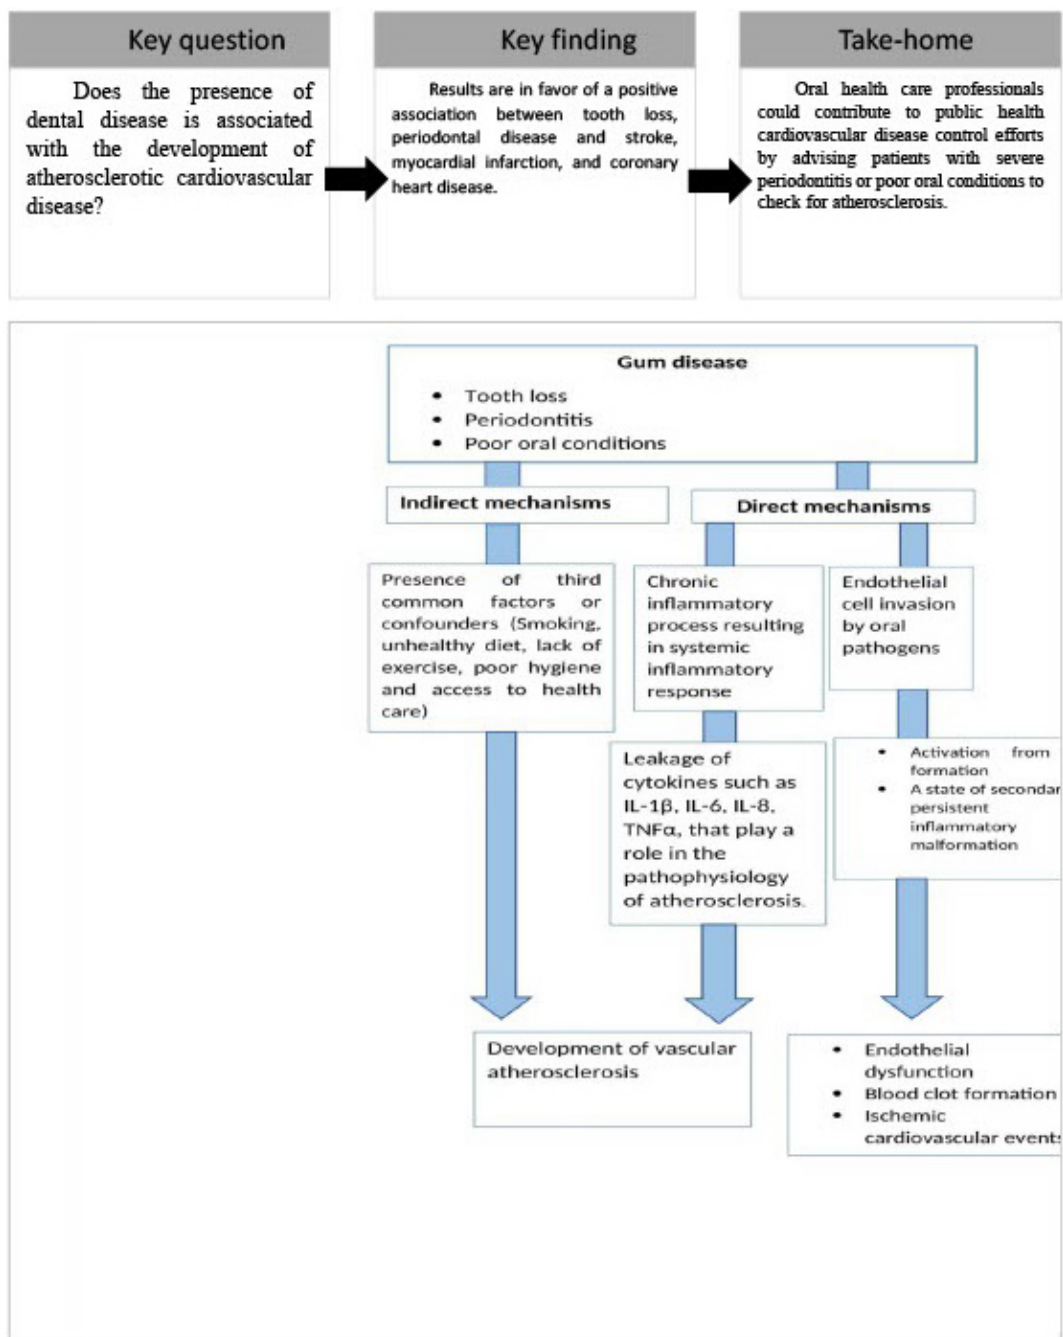 Key question
Does the presence of
dental disease is associated
with the development of
atherosclerotic cardiovascular
disease?
Key finding
Results are in favor of a positive
association between tooth loss,
periodontal disease and stroke,
myocardial infarction, and coronary
heart disease.
Take-home
Oral health care professionals
could contribute to public health
cardiovascular disease control efforts
by advising patients with severe
periodontitis or poor oral conditions to
check for atherosclerosis.
Gum disease
• Tooth loss
• Periodontitis
• Poor oral conditions
Indirect mechanisms
Direct mechanisms
Presence of third
common factors or
confounders (Smoking,
unhealthy diet, lack of
exercise, poor hygiene
and access to health
care)
Chronic
inflammatory
process resulting
in systemic
inflammatory
response
Endothelial
cell invasion
by oral
pathogens
Leakage of
cytokines such as
IL-1β, IL-6, IL-8,
TNFα, that play a
role in the
pathophysiology
of atherosclerosis.
• Activation from
formation
• A state of secondar
persistent
inflammatory
malformation
Development of vascular
atherosclerosis
• Endothelial
dysfunction
• Blood clot formation
• Ischemic
cardiovascular events